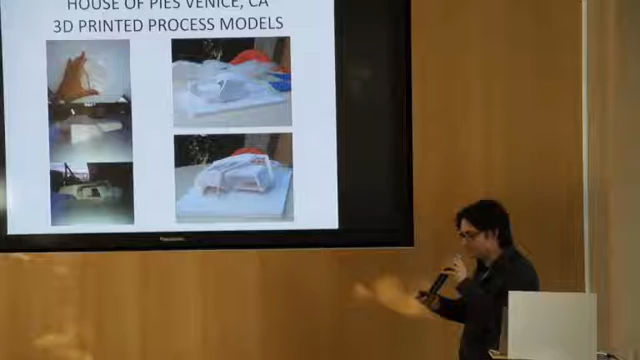 HOUSE OF PIES VENICE, CA
3D PRINTED PROCESS MODELS